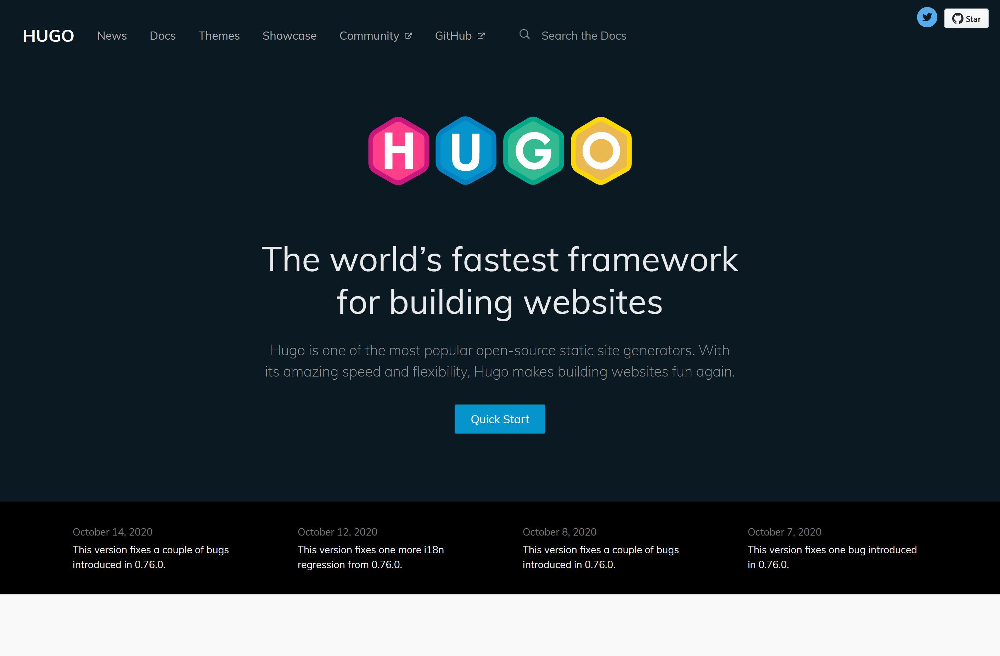 Star
HUGO News Docs Themes Showcase Community GitHub Search the Docs
HUGO
The world’s fastest framework
for building websites
Hugo is one of the most popular open-source static site generators. With
its amazing speed and flexibility, Hugo makes building websites fun again.
Quick Start
October 14, 2020
This version fixes a couple of bugs
introduced in 0.76.0.
October 12, 2020
This version fixes one more i18n
regression from 0.76.0.
October 8, 2020
This version fixes a couple of bugs
introduced in 0.76.0.
October 7, 2020
This version fixes one bug introduced
in 0.76.0.